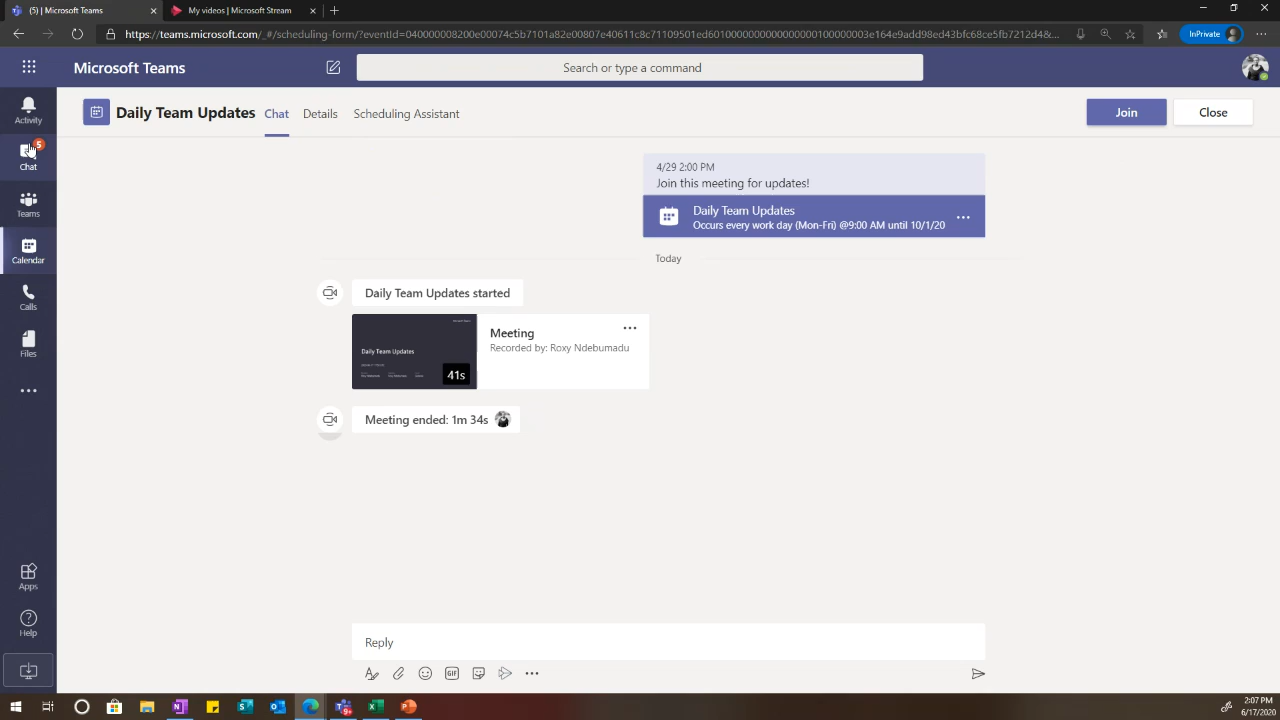 (5) | Microsoft Teams
My videos | Microsoft Stream
https://teams.microsoft.com/_#/scheduling-form/?eventId=040000008200e00074c5b7101a82e00807e40611c8c71109501ed6010000000000000000100000003e164e9add98ed43bfc68ce5fb7212d4&...
InPrivate
Microsoft Teams
Search or type a command
Activity
5
Chat
Teams
Calendar
Calls
Files
Apps
Help
Daily Team Updates
Chat
Details
Scheduling Assistant
Join
Close
4/29 2:00 PM
Join this meeting for updates!
Daily Team Updates
Occurs every work day (Mon-Fri) @9:00 AM until 10/1/20
Today
Daily Team Updates started
Daily Team Updates
41s
Meeting
Recorded by: Roxy Ndebumadu
Meeting ended: 1m 34s
Reply
GIF
2:07 PM
6/17/2020